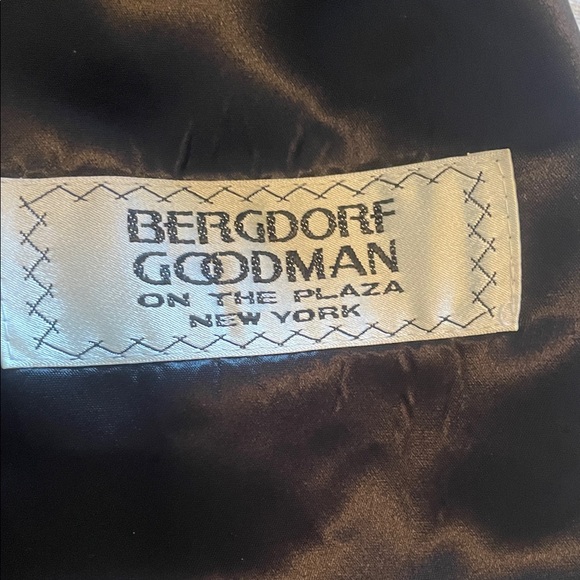 BERGDORF
GOODMAN
ON THE PLAZA
NEW YORK